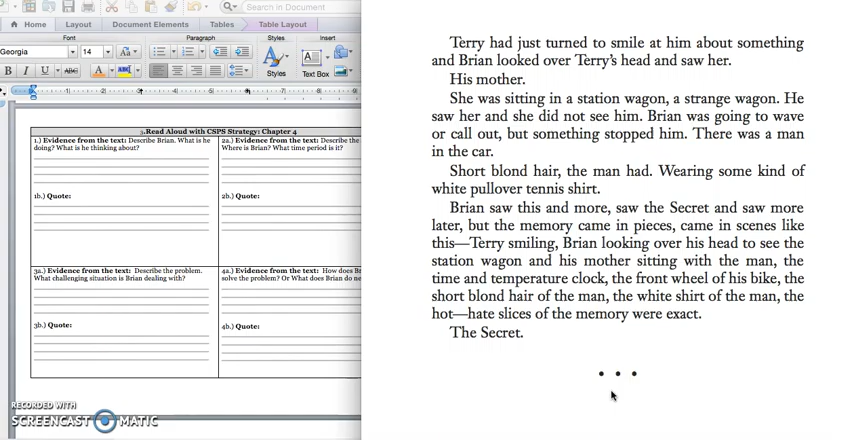 Search in Document
Home Layout Document Elements Tables Table Layout
Font Paragraph Styles Insert
Georgia 14 Aa
B I U ABC A ABC Styles Text Box
3.Read Aloud with CSPS Strategy: Chapter 4
1.) Evidence from the text: Describe Brian. What is he
doing? What is he thinking about?
1b.) Quote:
2a.) Evidence from the text: Describe the
Where is Brian? What time period is it?
2b.) Quote:
3a.) Evidence from the text: Describe the problem.
What challenging situation is Brian dealing with?
3b.) Quote:
4a.) Evidence from the text: How does Br
solve the problem? Or What does Brian do ne
4b.) Quote:
RECORDED WITH
SCREENCAST MATIC
Terry had just turned to smile at him about something
and Brian looked over Terry's head and saw her.
His mother.
She was sitting in a station wagon, a strange wagon. He
saw her and she did not see him. Brian was going to wave
or call out, but something stopped him. There was a man
in the car.
Short blond hair, the man had. Wearing some kind of
white pullover tennis shirt.
Brian saw this and more, saw the Secret and saw more
later, but the memory came in pieces, came in scenes like
this—Terry smiling, Brian looking over his head to see the
station wagon and his mother sitting with the man, the
time and temperature clock, the front wheel of his bike, the
short blond hair of the man, the white shirt of the man, the
hot—hate slices of the memory were exact.
The Secret.
• • •